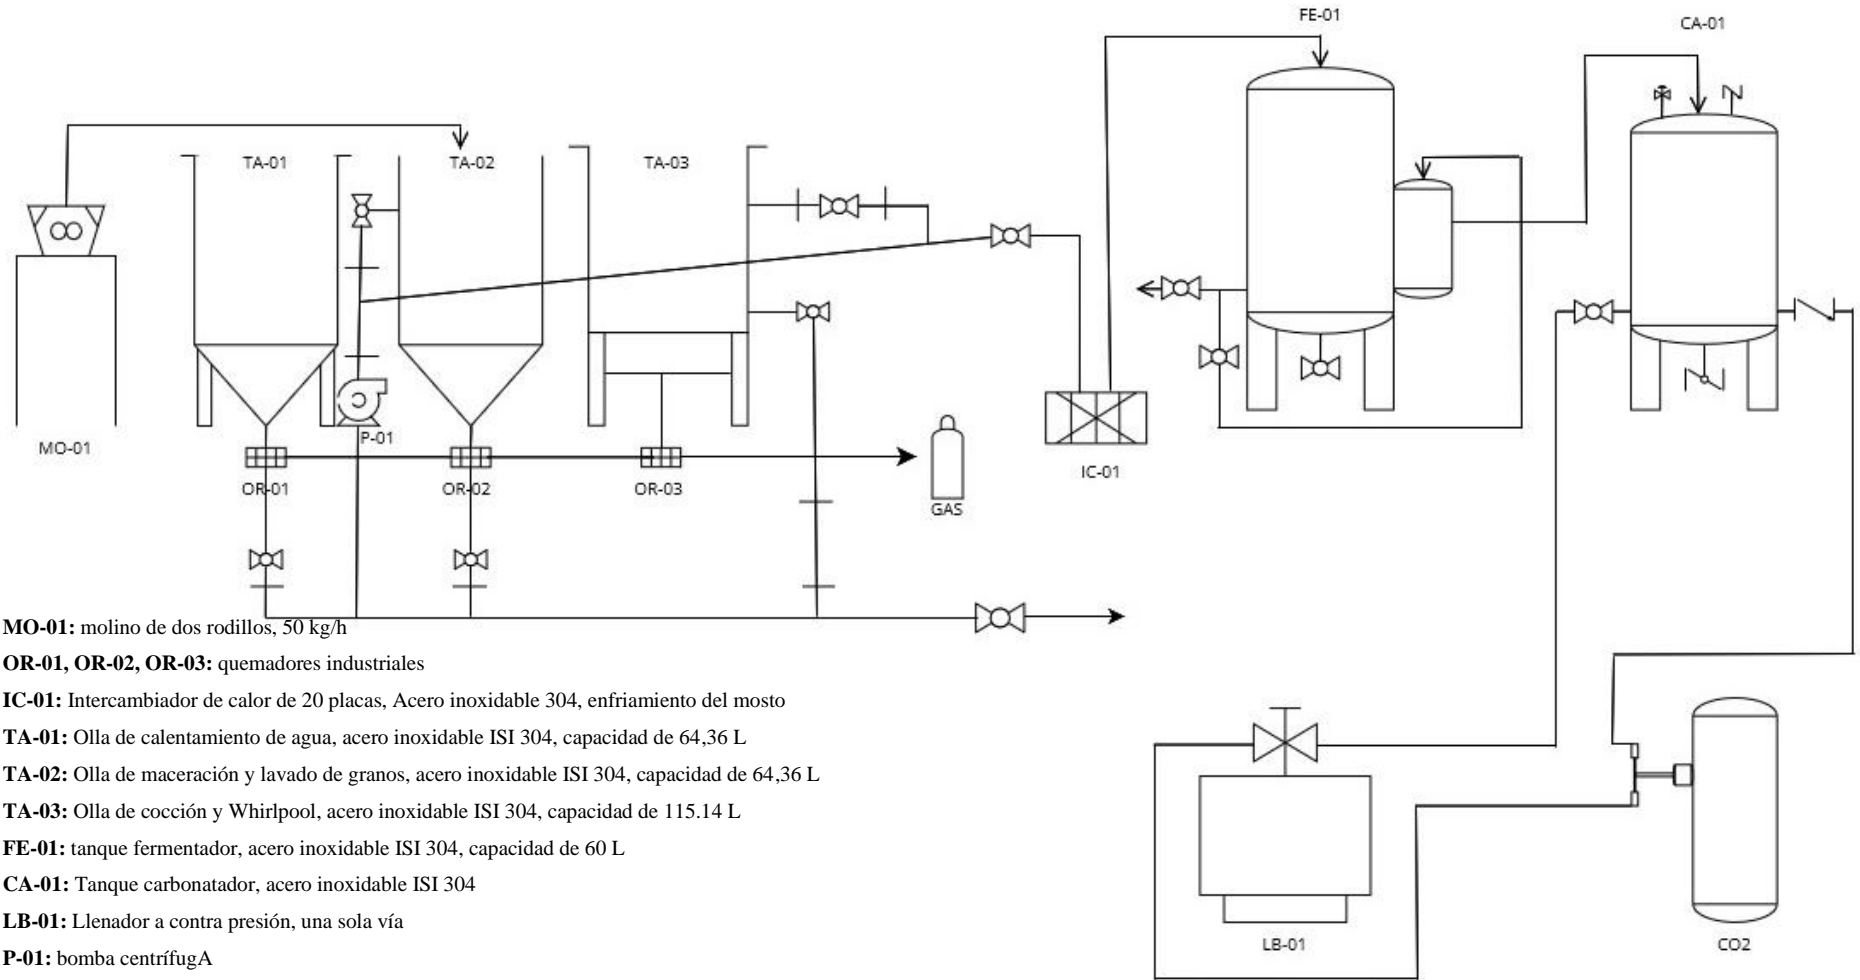 FE-01
CA-01
TA-01
TA-02
TA-03
MO-01
P-01
OR-01
OR-02
OR-03
GAS
IC-01
MO-01: molino de dos rodillos, 50 kg/h
OR-01, OR-02, OR-03: quemadores industriales
IC-01: Intercambiador de calor de 20 placas, Acero inoxidable 304, enfriamiento del mosto
TA-01: Olla de calentamiento de agua, acero inoxidable ISI 304, capacidad de 64,36 L
TA-02: Olla de maceración y lavado de granos, acero inoxidable ISI 304, capacidad de 64,36 L
TA-03: Olla de cocción y Whirlpool, acero inoxidable ISI 304, capacidad de 115.14 L
FE-01: tanque fermentador, acero inoxidable ISI 304, capacidad de 60 L
CA-01: Tanque carbonatador, acero inoxidable ISI 304
LB-01: Llenador a contra presión, una sola vía
P-01: bomba centrífugA
LB-01
CO2